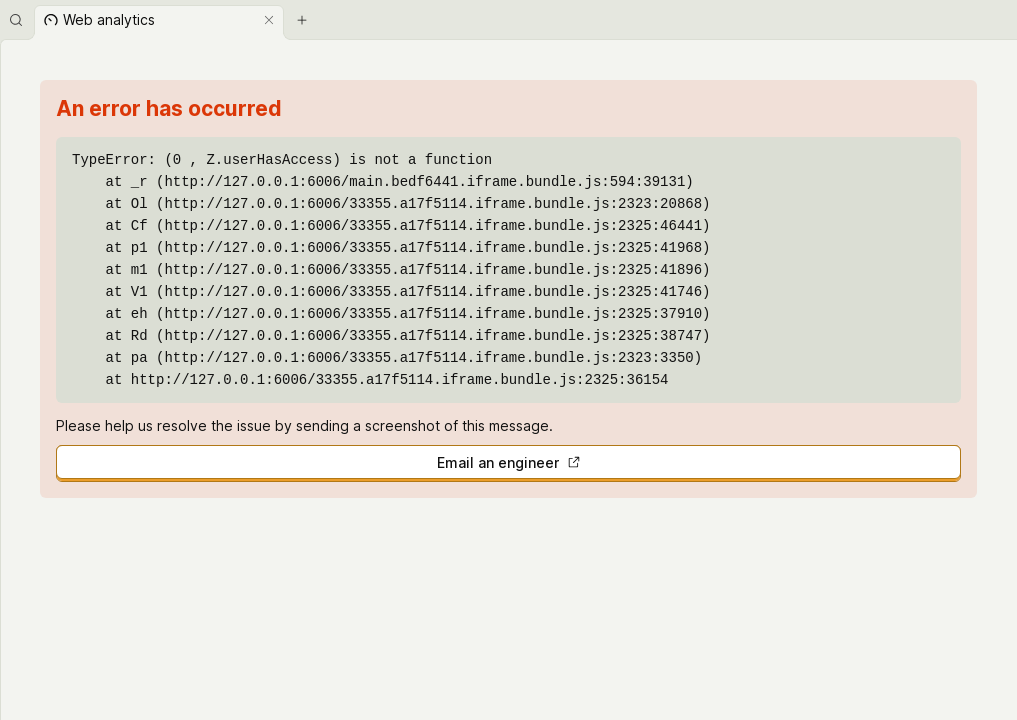 Web analytics
An error has occurred
TypeError: (0 , Z.userHasAccess) is not a function
    at _r (http://127.0.0.1:6006/main.bedf6441.iframe.bundle.js:594:39131)
    at Ol (http://127.0.0.1:6006/33355.a17f5114.iframe.bundle.js:2323:20868)
    at Cf (http://127.0.0.1:6006/33355.a17f5114.iframe.bundle.js:2325:46441)
    at p1 (http://127.0.0.1:6006/33355.a17f5114.iframe.bundle.js:2325:41968)
    at m1 (http://127.0.0.1:6006/33355.a17f5114.iframe.bundle.js:2325:41896)
    at V1 (http://127.0.0.1:6006/33355.a17f5114.iframe.bundle.js:2325:41746)
    at eh (http://127.0.0.1:6006/33355.a17f5114.iframe.bundle.js:2325:37910)
    at Rd (http://127.0.0.1:6006/33355.a17f5114.iframe.bundle.js:2325:38747)
    at pa (http://127.0.0.1:6006/33355.a17f5114.iframe.bundle.js:2323:3350)
    at http://127.0.0.1:6006/33355.a17f5114.iframe.bundle.js:2325:36154
Please help us resolve the issue by sending a screenshot of this message.
Email an engineer